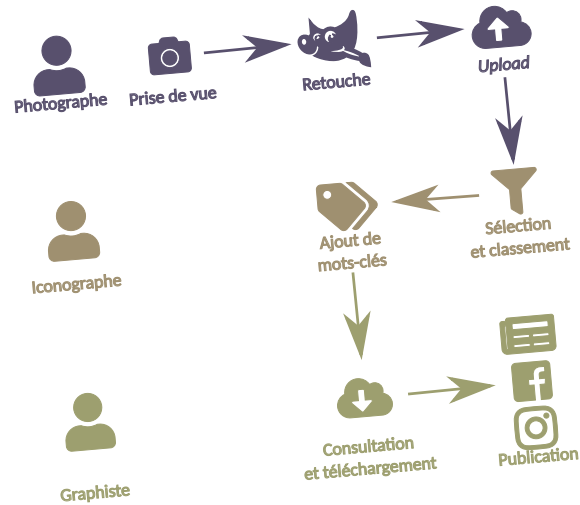 Photographe
Prise de vue
Retouche
Upload
Iconographe
Ajout de
mots-clés
Sélection
et classement
Graphiste
Consultation
et téléchargement
Publication